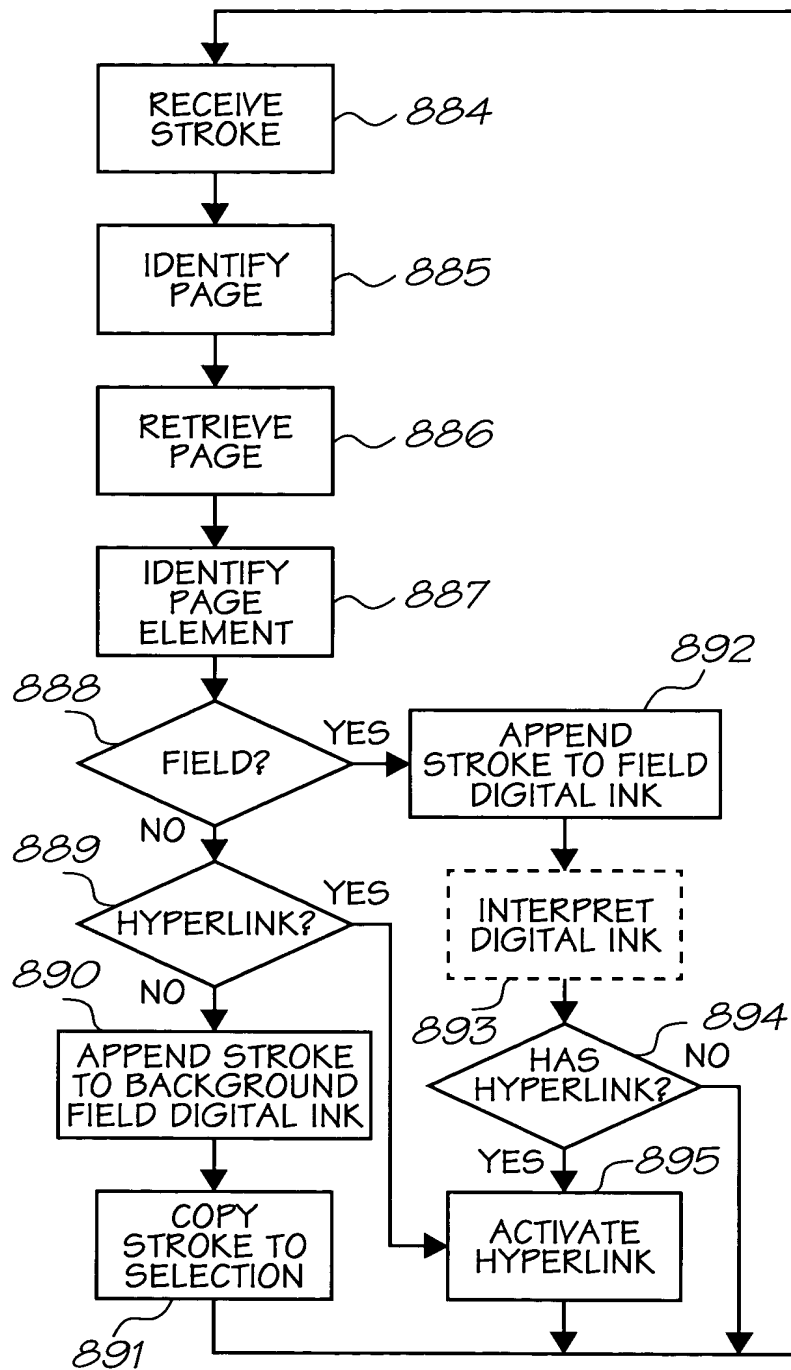 RECEIVE
STROKE
884
IDENTIFY
PAGE
885
RETRIEVE
PAGE
886
IDENTIFY
PAGE
ELEMENT
887
888
FIELD?
YES
NO
892
APPEND
STROKE TO FIELD
DIGITAL INK
889
HYPERLINK?
YES
NO
INTERPRET
DIGITAL INK
893
890
APPEND STROKE
TO BACKGROUND
FIELD DIGITAL INK
894
HAS
HYPERLINK?
NO
YES
895
COPY
STROKE TO
SELECTION
891
ACTIVATE
HYPERLINK